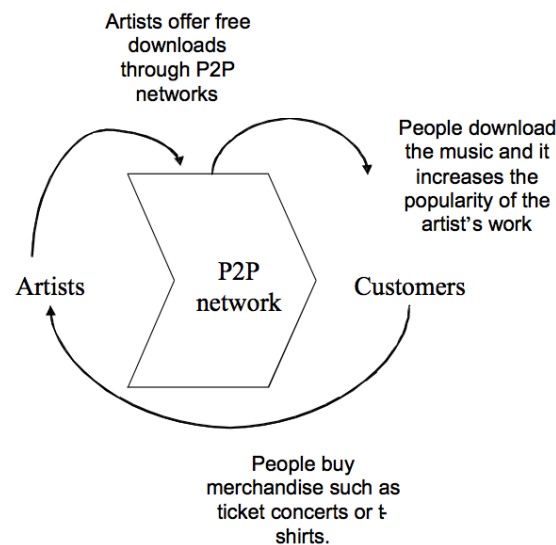 Artists offer free
downloads
through P2P
networks
People download
the music and it
increases the
popularity of the
artist's work
Artists
P2P
network
Customers
People buy
merchandise such as
ticket concerts or t-
shirts.